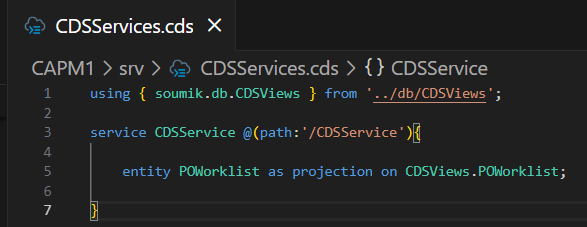 CDSServices.cds ×
CAPM1 > srv > CDSServices.cds > {} CDSService
1 using { soumik.db.CDSViews } from '../db/CDSViews';
2
3 service CDSService @(path:'/CDSService'){
4
5 entity POWorklist as projection on CDSViews.POWorklist;
6
7 }